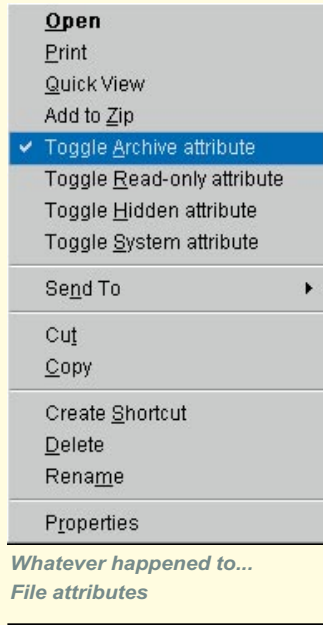 Open
Print
Quick View
Add to Zip
Toggle Archive attribute
Toggle Read-only attribute
Toggle Hidden attribute
Toggle System attribute
Send To
Cut
Copy
Create Shortcut
Delete
Rename
Properties
Whatever happened to...
File attributes